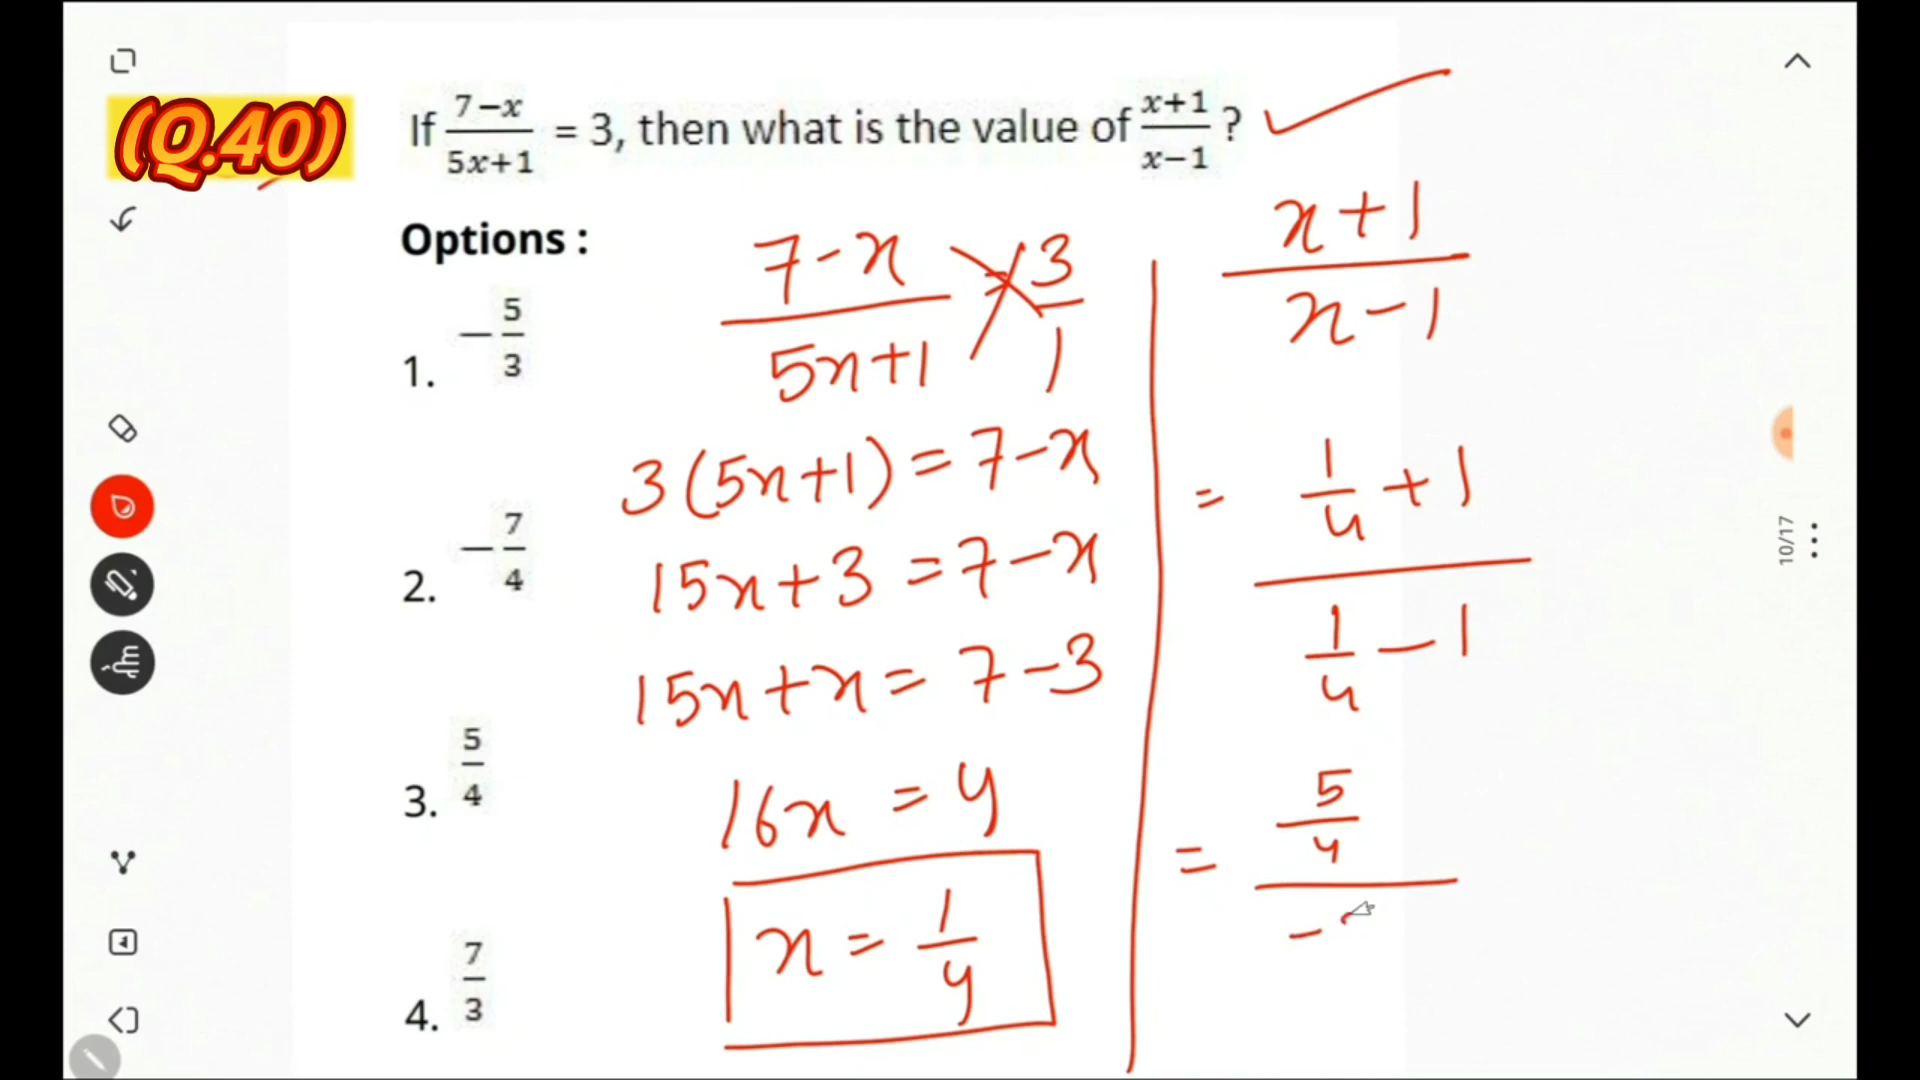 (Q.40)
If (7−x)/(5x+1) = 3, then what is the value of (x+1)/(x−1) ?
Options :
1. −5/3
2. −7/4
3. 5/4
4. 7/3
(7-x)/(5x+1) = 3/1
3(5x+1) = 7-x
15x+3 = 7-x
15x+x = 7-3
16x = 4
x = 1/4
(x+1)/(x-1)
= (1/4 + 1)/(1/4 - 1)
= (5/4)/-
10/17